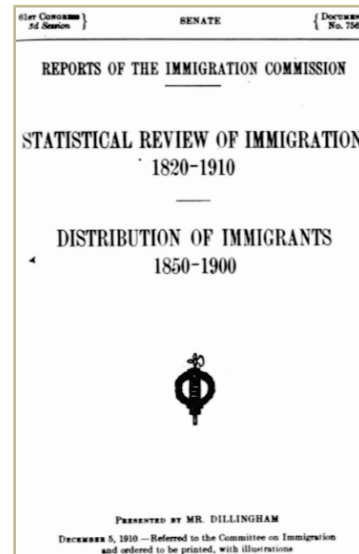 61ST CONGRESS
3d Session
SENATE
DOCUMEN
No. 756
REPORTS OF THE IMMIGRATION COMMISSION
STATISTICAL REVIEW OF IMMIGRATION
1820-1910
DISTRIBUTION OF IMMIGRANTS
1850-1900
PRESENTED BY MR. DILLINGHAM
DECEMBER 5, 1910.—Referred to the Committee on Immigration
and ordered to be printed, with illustrations